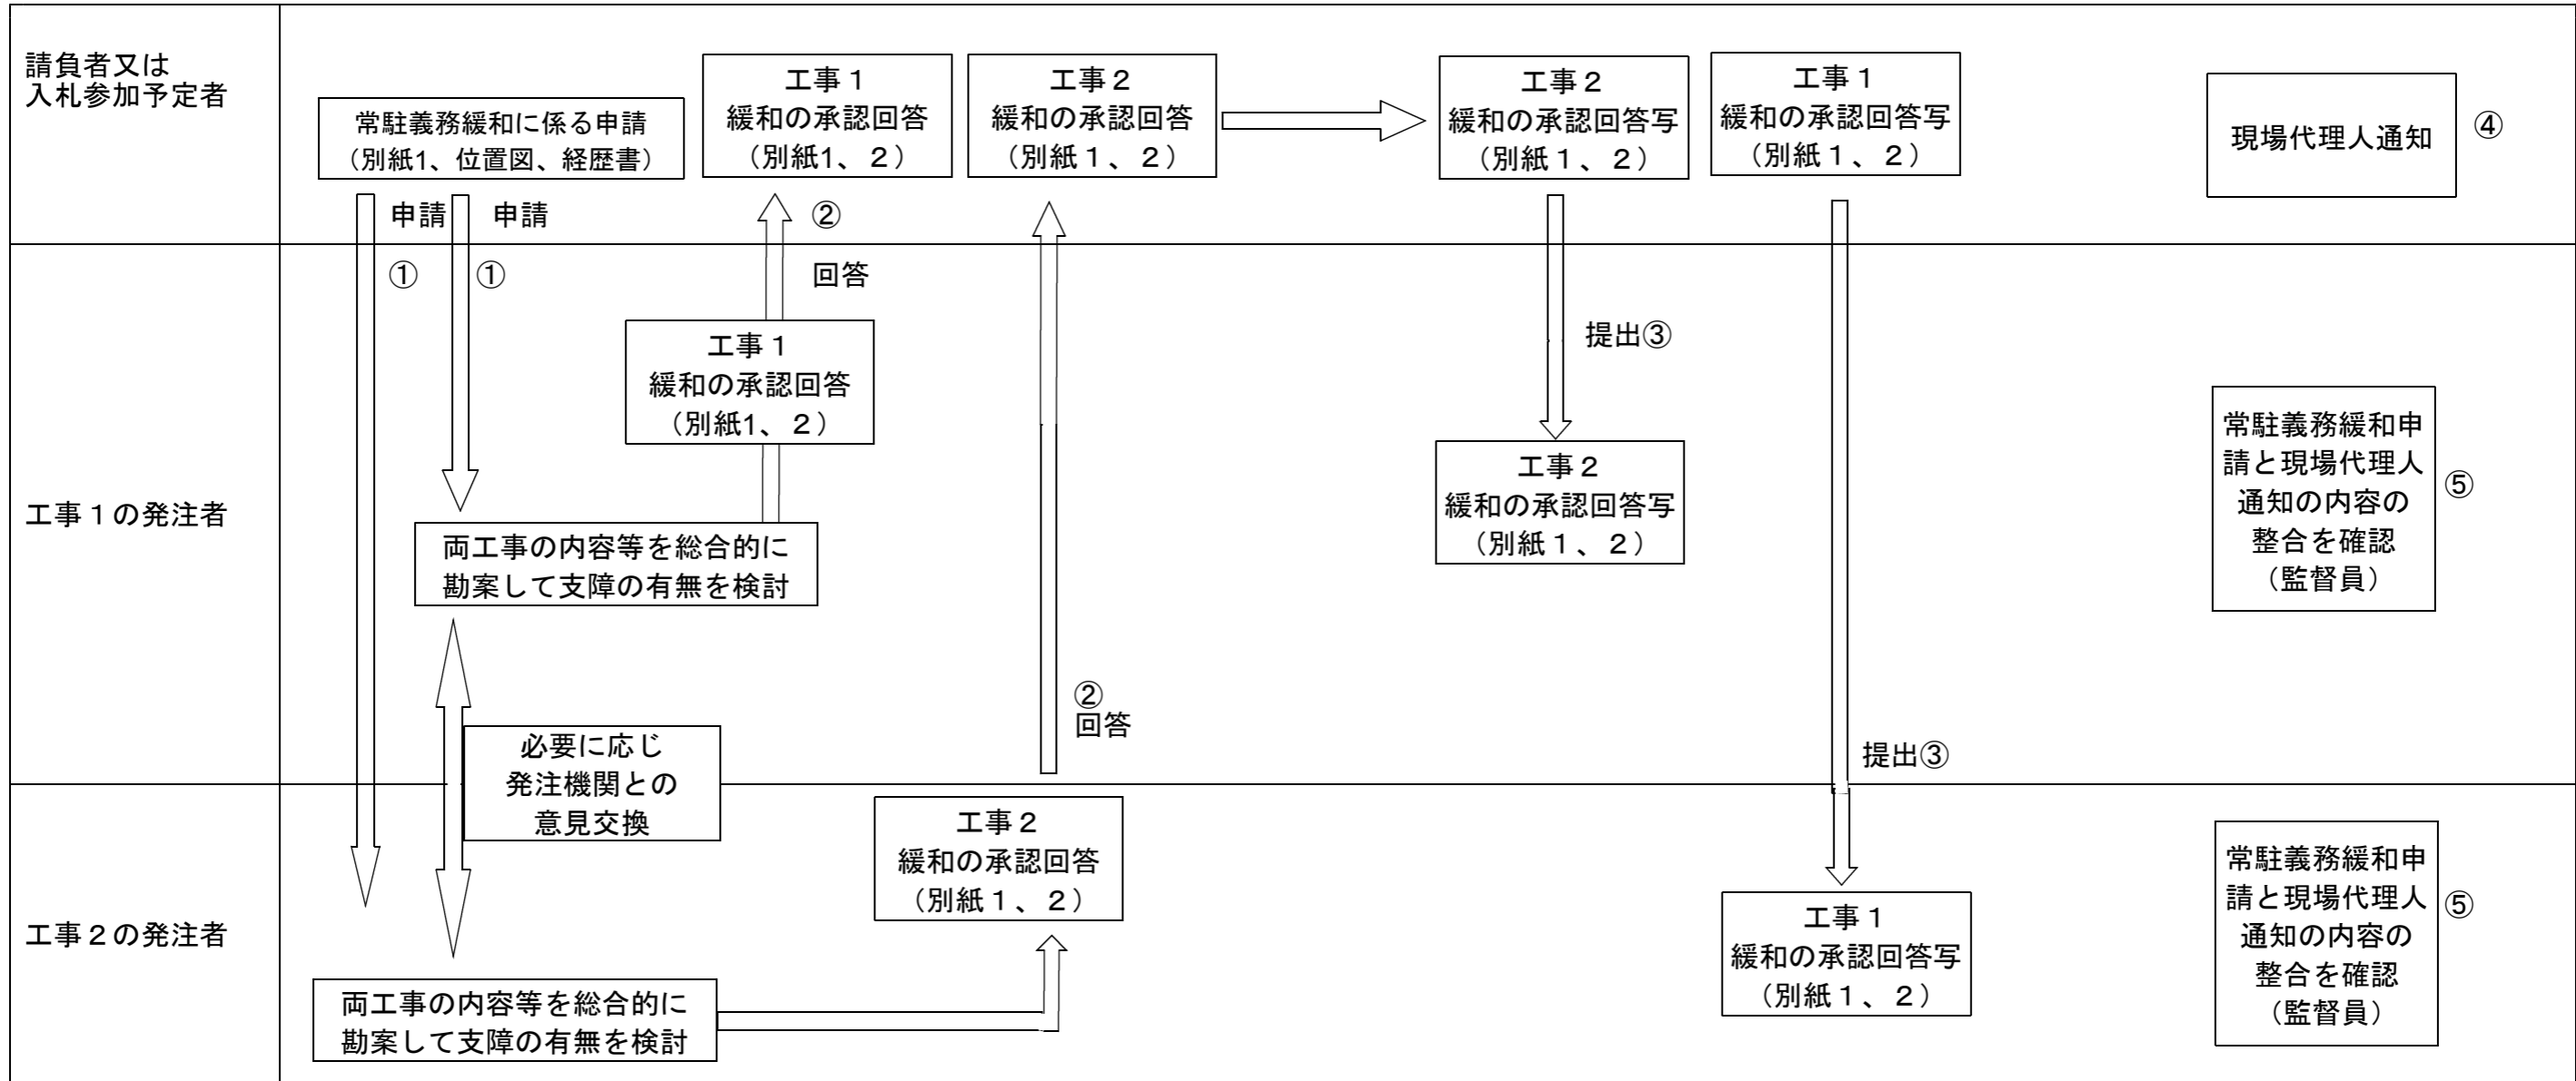 請負者又は
入札参加予定者
常駐義務緩和に係る申請
（別紙1、位置図、経歴書）
工事１
緩和の承認回答
（別紙1、２）
工事２
緩和の承認回答
（別紙１、２）
工事２
緩和の承認回答写
（別紙１、２）
工事１
緩和の承認回答写
（別紙１、２）
現場代理人通知
④
申請
申請
②
工事１の発注者
①
①
回答
工事１
緩和の承認回答
（別紙1、２）
提出③
両工事の内容等を総合的に
勘案して支障の有無を検討
工事２
緩和の承認回答写
（別紙１、２）
常駐義務緩和申
請と現場代理人
通知の内容の
整合を確認
（監督員）
⑤
必要に応じ
発注機関との
意見交換
②
回答
提出③
工事２の発注者
工事２
緩和の承認回答
（別紙１、２）
両工事の内容等を総合的に
勘案して支障の有無を検討
工事１
緩和の承認回答写
（別紙１、２）
常駐義務緩和申
請と現場代理人
通知の内容の
整合を確認
（監督員）
⑤